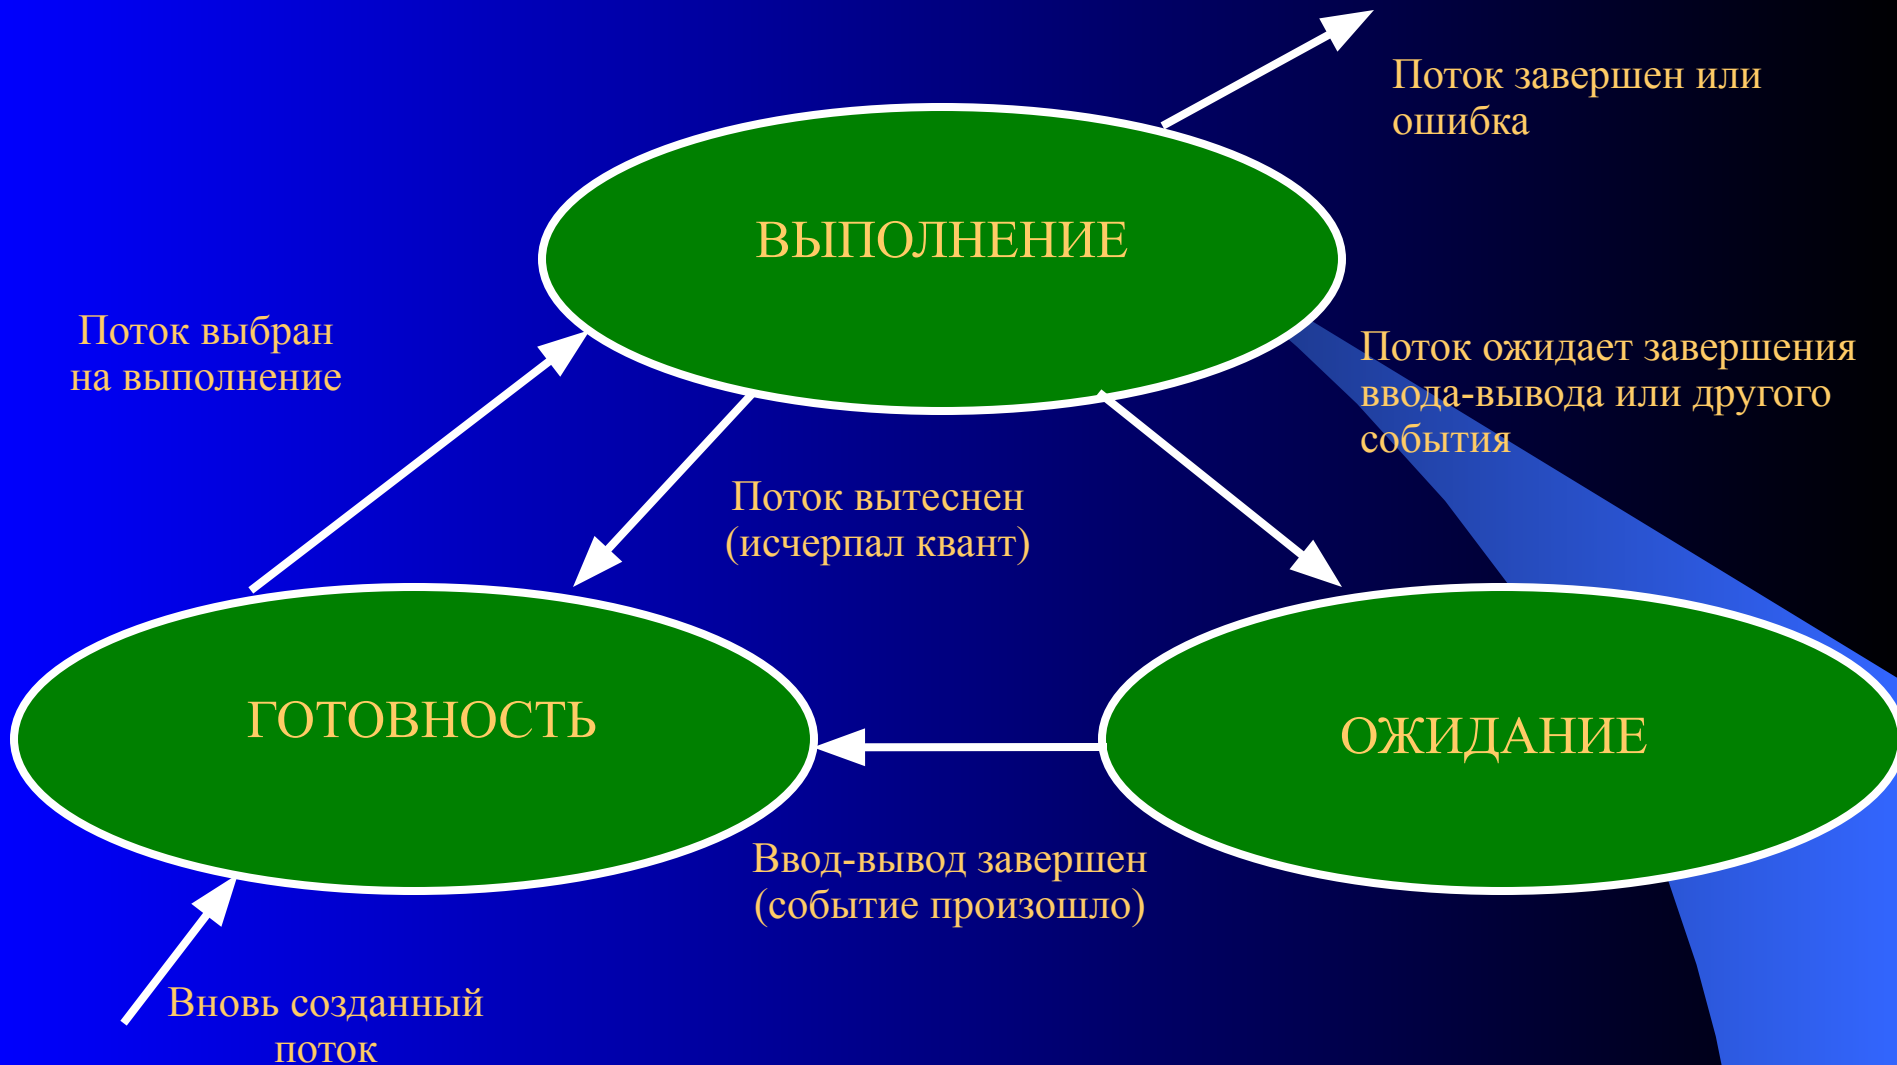 Поток завершен или
ошибка
ВЫПОЛНЕНИЕ
Поток выбран
на выполнение
Поток ожидает завершения
ввода-вывода или другого
события
Поток вытеснен
(исчерпал квант)
ГОТОВНОСТЬ
ОЖИДАНИЕ
Ввод-вывод завершен
(событие произошло)
Вновь созданный
поток